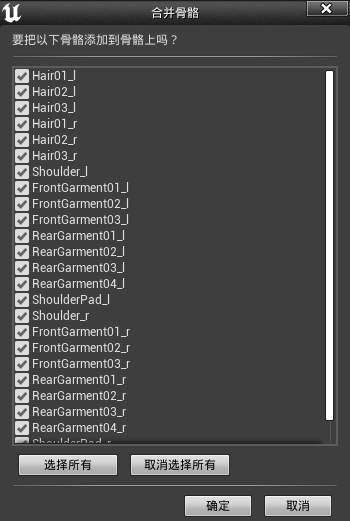 合并骨骼
要把以下骨骼添加到骨骼上吗？
Hair01_l
Hair02_l
Hair03_l
Hair01_r
Hair02_r
Hair03_r
Shoulder_l
FrontGarment01_l
FrontGarment02_l
FrontGarment03_l
RearGarment01_l
RearGarment02_l
RearGarment03_l
RearGarment04_l
ShoulderPad_l
Shoulder_r
FrontGarment01_r
FrontGarment02_r
FrontGarment03_r
RearGarment01_r
RearGarment02_r
RearGarment03_r
RearGarment04_r
ShoulderPad_r
选择所有 取消选择所有
确定 取消